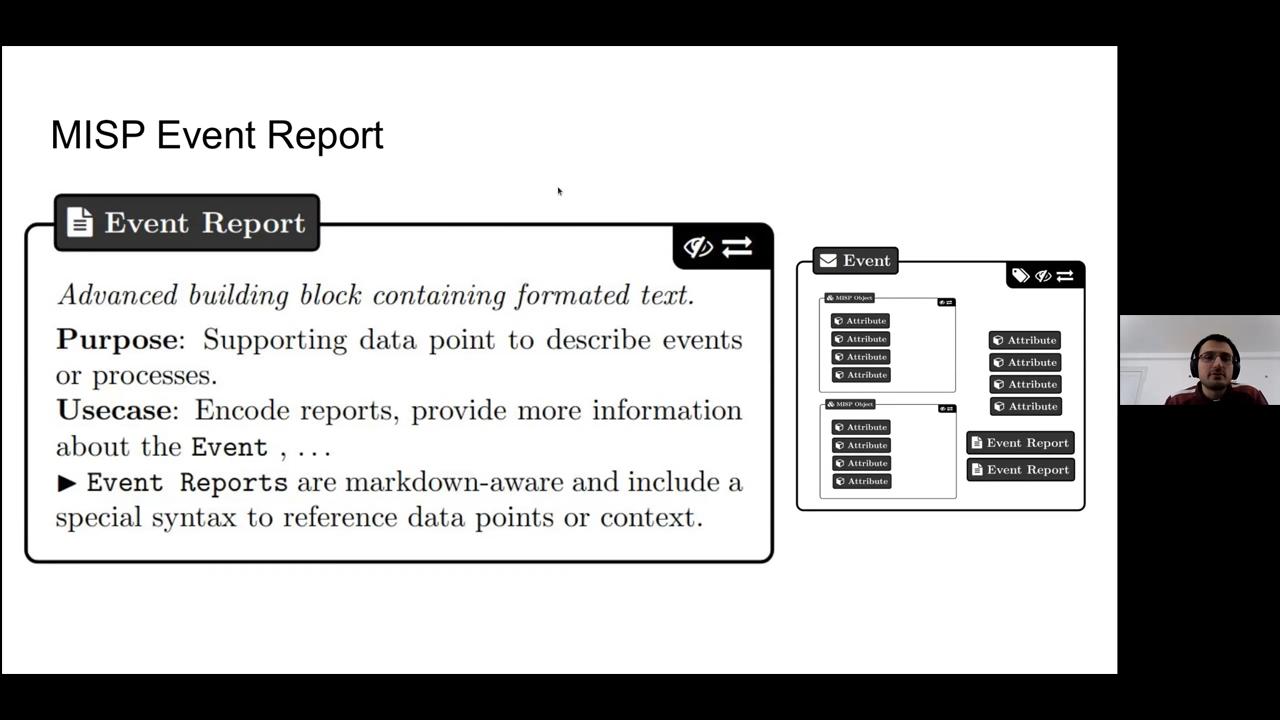 MISP Event Report
Event Report
Advanced building block containing formated text.
Purpose: Supporting data point to describe events
or processes.
Usecase: Encode reports, provide more information
about the Event , ...
▶ Event Reports are markdown-aware and include a
special syntax to reference data points or context.
Event
MISP Object
Attribute
Attribute
Attribute
Attribute
MISP Object
Attribute
Attribute
Attribute
Attribute
Attribute
Attribute
Attribute
Attribute
Event Report
Event Report